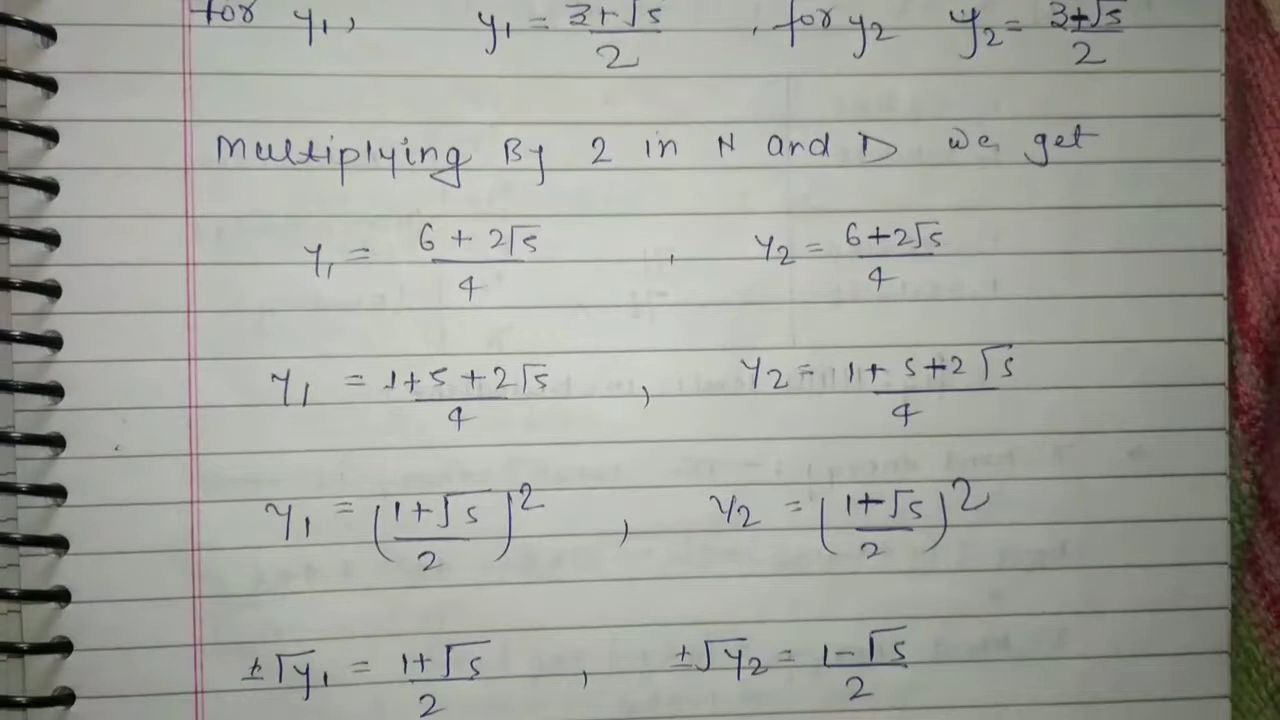 for y₁, y₁ = 3+√5/2 , for y₂ y₂ = 3+√5/2
Multiplying By 2 in N and D we get
y₁ = 6 + 2√5/4 , y₂ = 6+2√5/4
y₁ = 1+5+2√5/4 , y₂ = 1+5+2√5/4
y₁ = (1+√5/2)² , y₂ = (1+√5/2)²
±√y₁ = 1+√5/2 , ±√y₂ = 1-√5/2